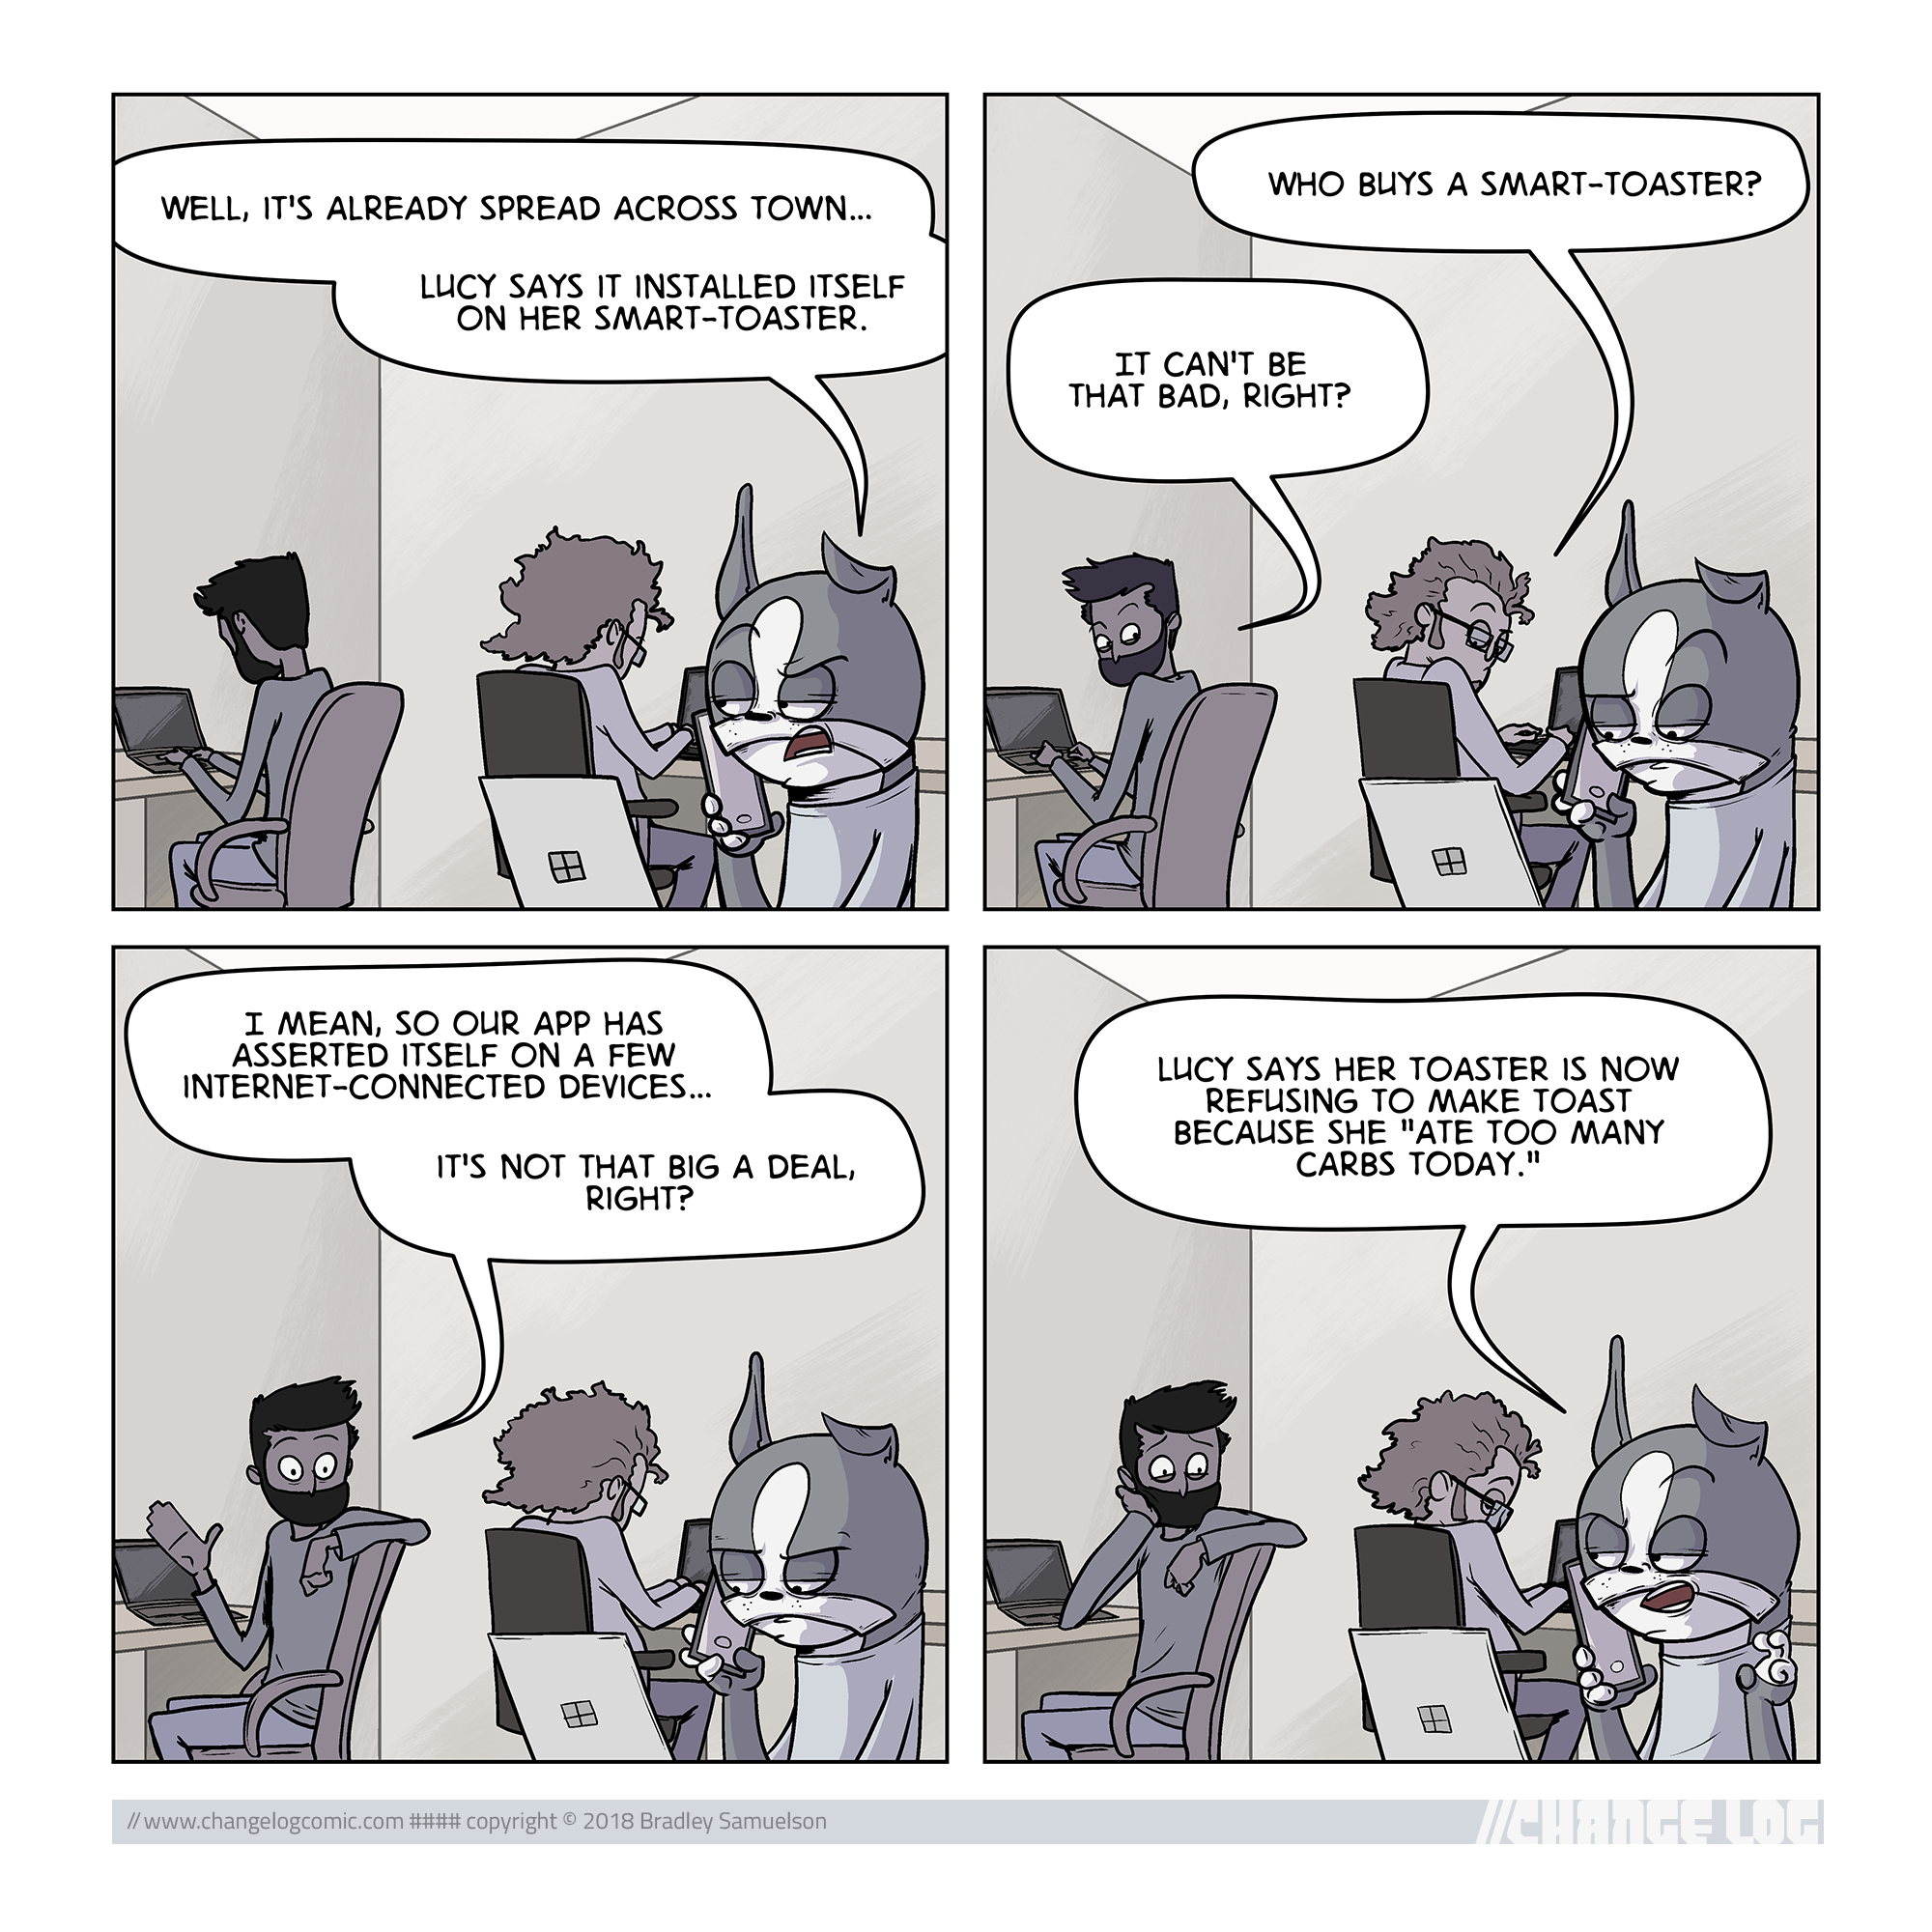 WELL, IT'S ALREADY SPREAD ACROSS TOWN...
LUCY SAYS IT INSTALLED ITSELF
ON HER SMART-TOASTER.
WHO BUYS A SMART-TOASTER?
IT CAN'T BE
THAT BAD, RIGHT?
I MEAN, SO OUR APP HAS
ASSERTED ITSELF ON A FEW
INTERNET-CONNECTED DEVICES...
IT'S NOT THAT BIG A DEAL,
RIGHT?
LUCY SAYS HER TOASTER IS NOW
REFUSING TO MAKE TOAST
BECAUSE SHE "ATE TOO MANY
CARBS TODAY."
// www.changelogcomic.com #### copyright © 2018 Bradley Samuelson
//CHANGE LOG